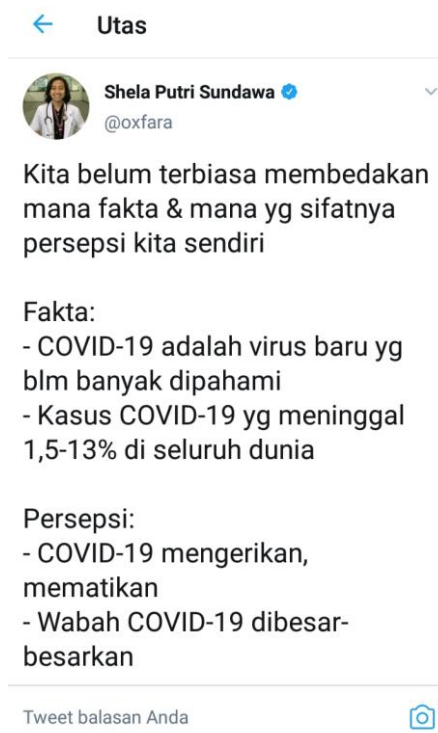 Utas
Shela Putri Sundawa
@oxfara
Kita belum terbiasa membedakan
mana fakta & mana yg sifatnya
persepsi kita sendiri
Fakta:
- COVID-19 adalah virus baru yg
blm banyak dipahami
- Kasus COVID-19 yg meninggal
1,5-13% di seluruh dunia
Persepsi:
- COVID-19 mengerikan,
mematikan
- Wabah COVID-19 dibesar-
besarkan
Tweet balasan Anda